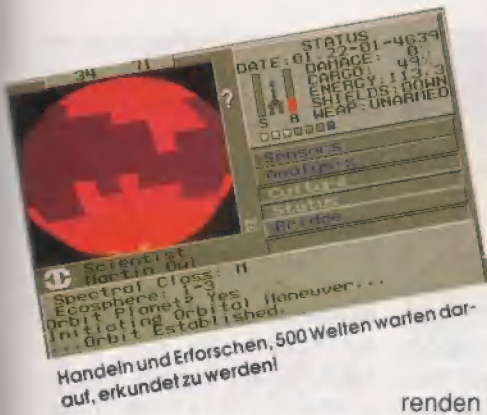 34 71
STATUS
DATE: 01.22-01-4639
DAMAGE: 0%
CARGO: 49%
ENERGY: 113.3
SHIELDS: DOWN
WEAP: UNARMED
?
S A
Sensors
Analysis
Status
Bridge
Scientist
Martin Owl
Spectral Class: M
Ecosphere: 1-3
Orbit Planet? Yes
Initiating Orbital Maneuver...
...Orbit Established.
Handeln und Erforschen, 500 Welten warten dar-
auf, erkundet zu werden!
renden